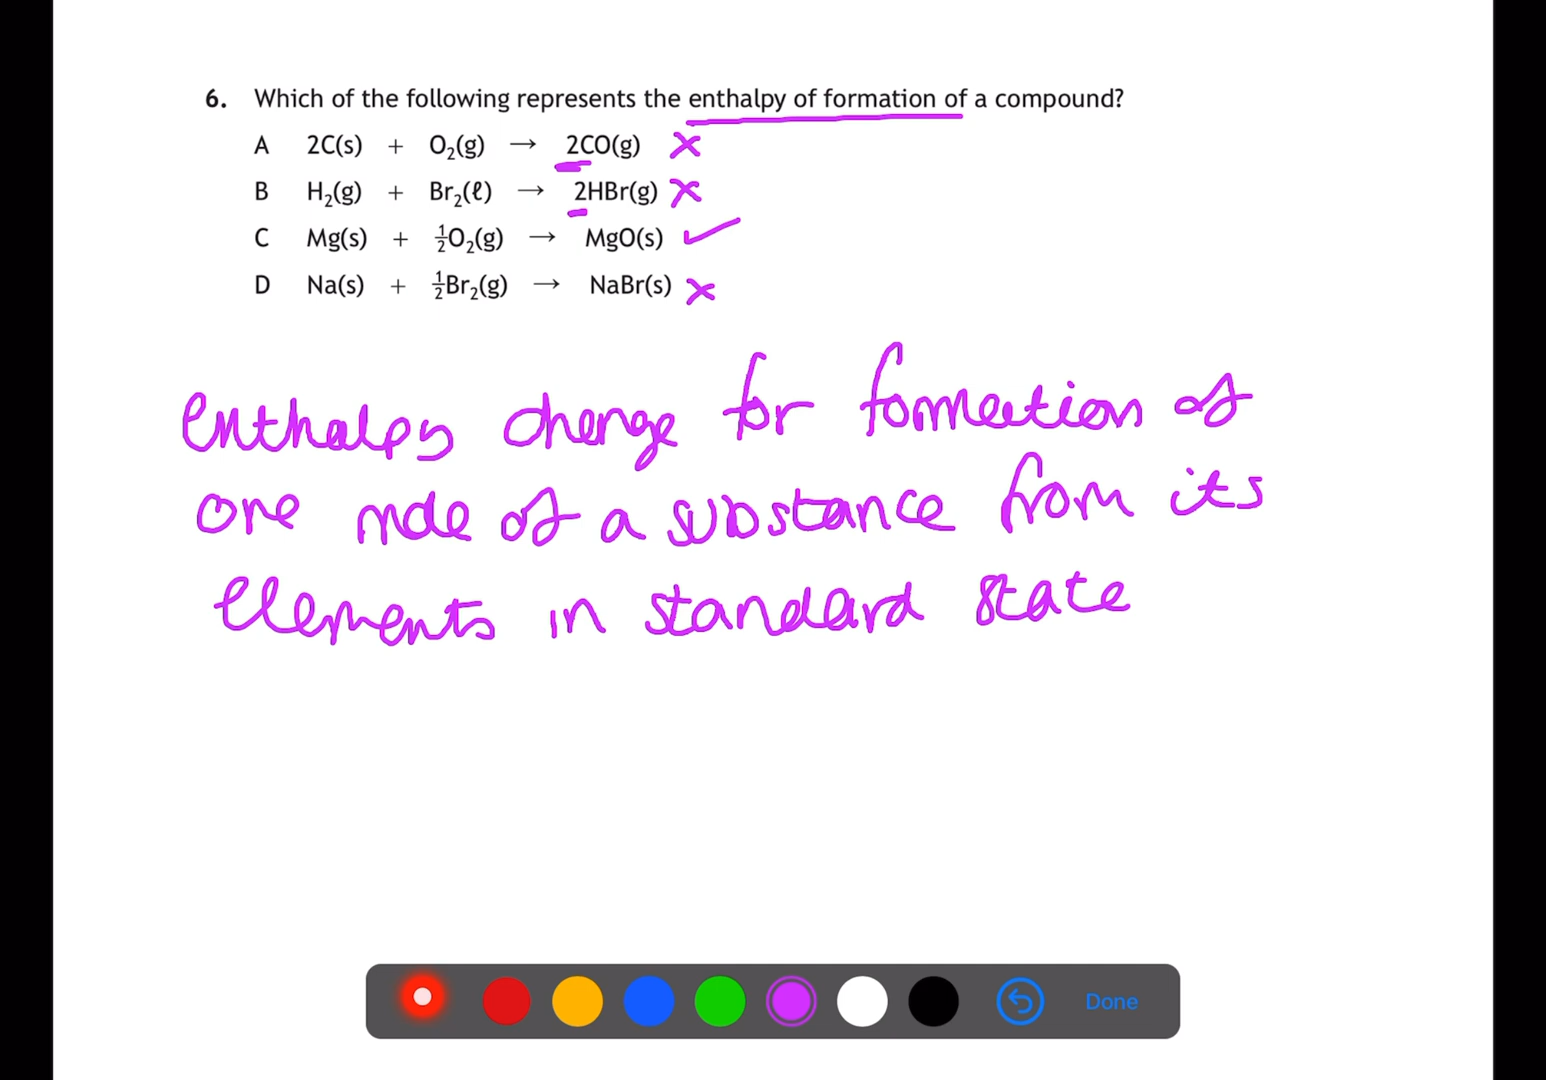 6. Which of the following represents the enthalpy of formation of a compound?
A 2C(s) + O₂(g) → 2CO(g) ✗
B H₂(g) + Br₂(ℓ) → 2HBr(g) ✗
C Mg(s) + ½O₂(g) → MgO(s) ✓
D Na(s) + ½Br₂(g) → NaBr(s) ✗
enthalpy change for formation of
one mole of a substance from its
elements in standard state
Done